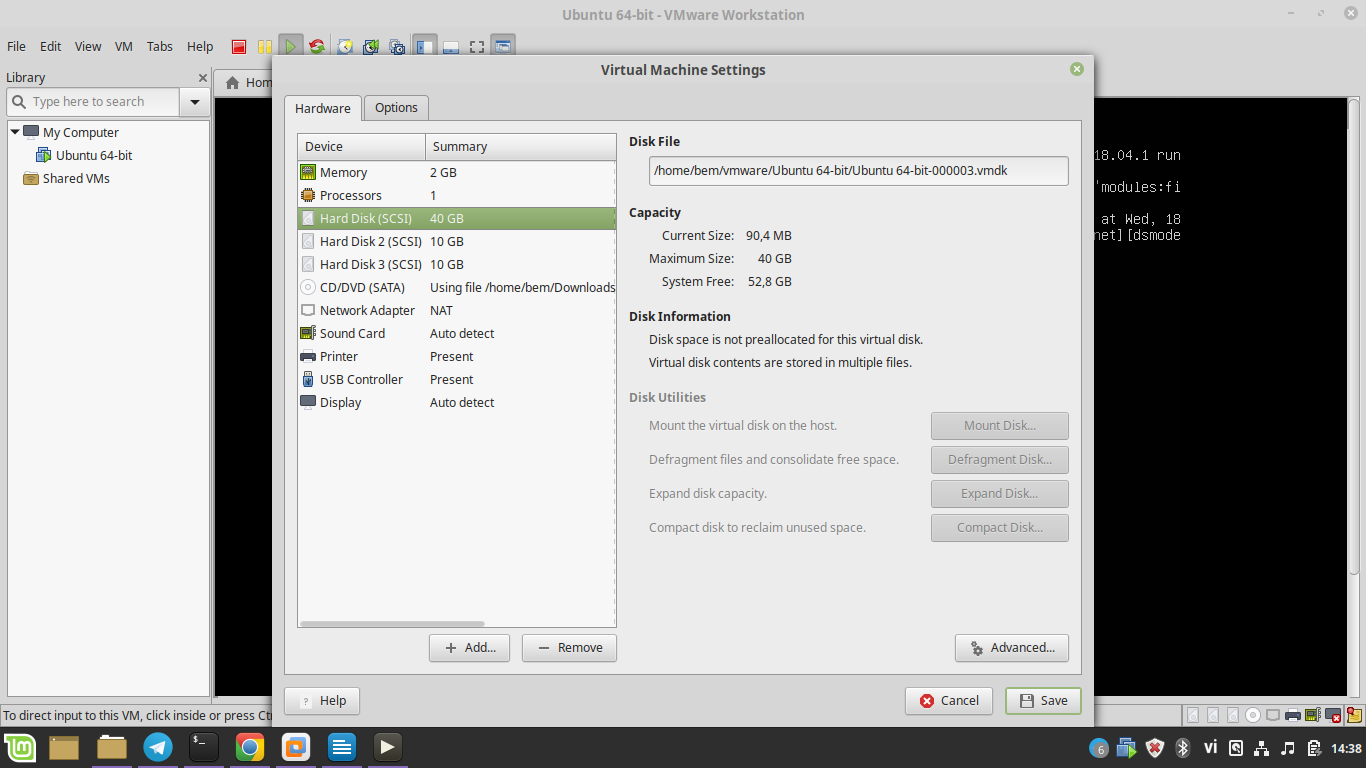 Ubuntu 64-bit - VMware Workstation
File Edit View VM Tabs Help
Library
Type here to search
My Computer
Ubuntu 64-bit
Shared VMs
Hom
Virtual Machine Settings
Hardware Options
Device Summary
Memory 2 GB
Processors 1
Hard Disk (SCSI) 40 GB
Hard Disk 2 (SCSI) 10 GB
Hard Disk 3 (SCSI) 10 GB
CD/DVD (SATA) Using file /home/bem/Downloads
Network Adapter NAT
Sound Card Auto detect
Printer Present
USB Controller Present
Display Auto detect
Add... Remove
Disk File
/home/bem/vmware/Ubuntu 64-bit/Ubuntu 64-bit-000003.vmdk
Capacity
Current Size: 90,4 MB
Maximum Size: 40 GB
System Free: 52,8 GB
Disk Information
Disk space is not preallocated for this virtual disk.
Virtual disk contents are stored in multiple files.
Disk Utilities
Mount the virtual disk on the host. Mount Disk...
Defragment files and consolidate free space. Defragment Disk...
Expand disk capacity. Expand Disk...
Compact disk to reclaim unused space. Compact Disk...
Advanced...
Help Cancel Save
18.04.1 run
'modules:fi
at Wed, 18
net][dsmode
To direct input to this VM, click inside or press Ctr
6 vi 14:38